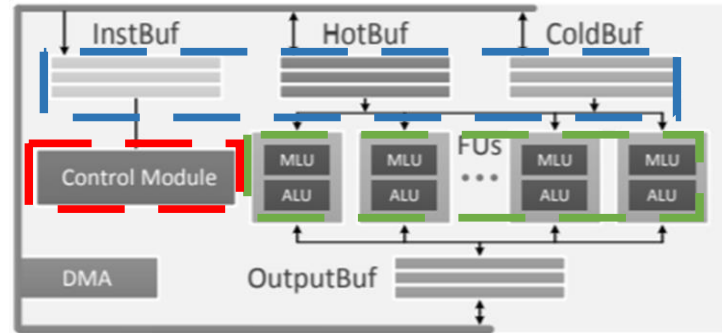 InstBuf HotBuf ColdBuf
FUs
Control Module
MLU MLU MLU MLU
ALU ALU ALU ALU
DMA
OutputBuf